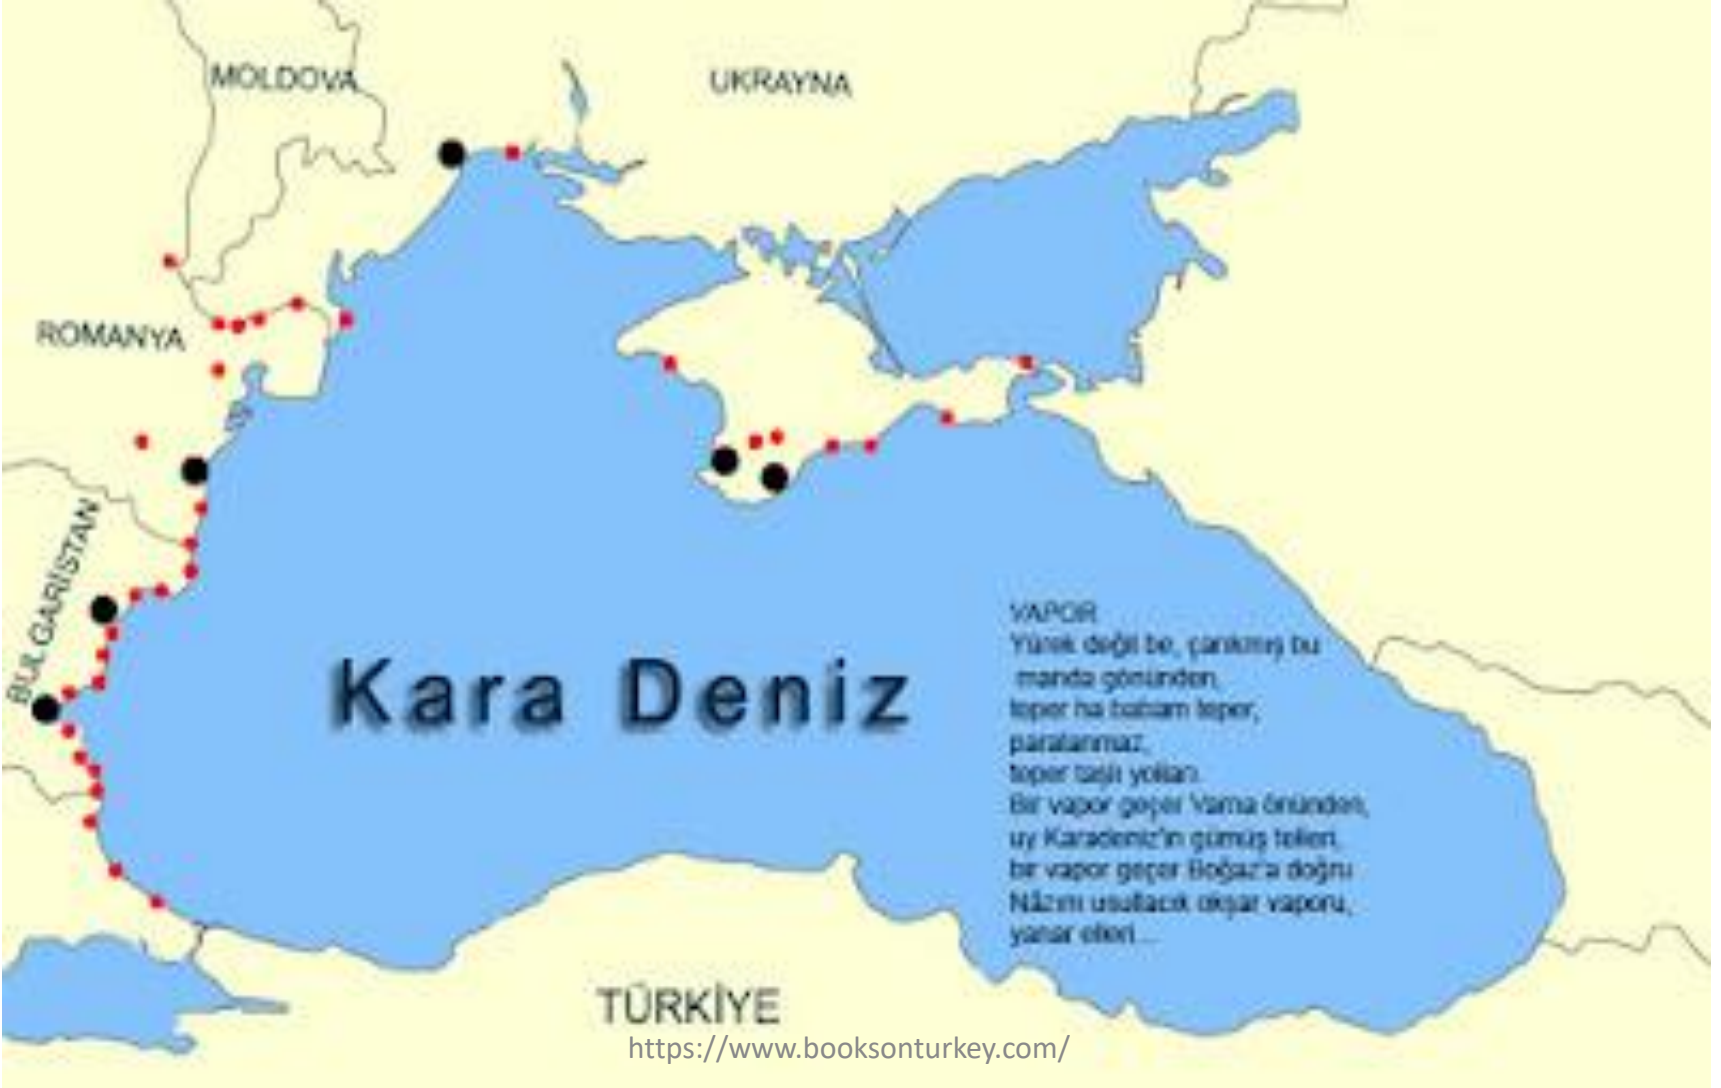 MOLDOVA
UKRAYNA
ROMANYA
BULGARİSTAN
VAPOR
Yürek değil be, çarıkmış bu
manda gönünden,
teper ha babam teper,
paralanmaz,
teper taşlı yolları.
Bir vapor geçer Varna önünden,
uy Karadeniz'in gümüş telleri,
bir vapor geçer Boğaz'a doğru
Nâzım usullacık okşar vaporu,
yanar elleri...
Kara Deniz
TÜRKİYE
https://www.booksonturkey.com/